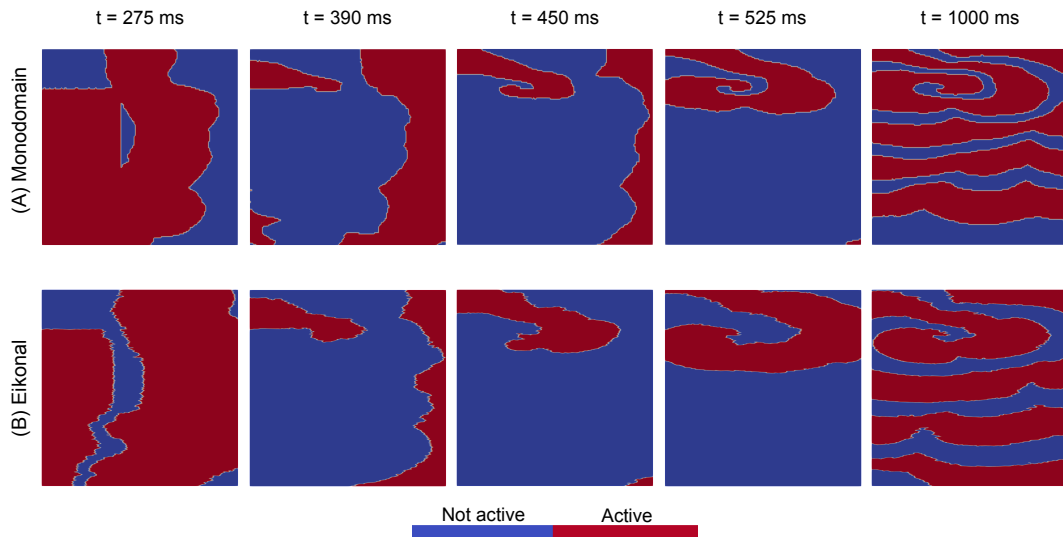 t = 275 ms t = 390 ms t = 450 ms t = 525 ms t = 1000 ms
(A) Monodomain
(B) Eikonal
Not active Active